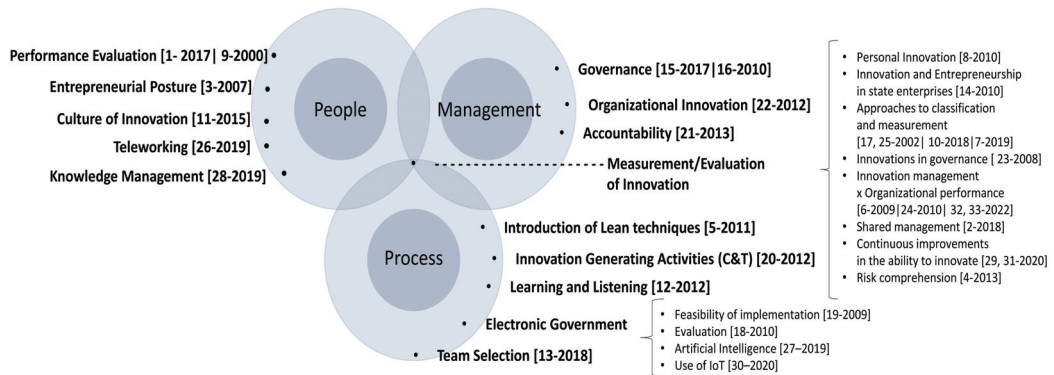 Performance Evaluation [1- 2017| 9-2000]
Entrepreneurial Posture [3-2007]
Culture of Innovation [11-2015]
Teleworking [26-2019]
Knowledge Management [28-2019]
People
Management
Process
Governance [15-2017|16-2010]
Organizational Innovation [22-2012]
Accountability [21-2013]
Measurement/Evaluation
of Innovation
Introduction of Lean techniques [5-2011]
Innovation Generating Activities (C&T) [20-2012]
Learning and Listening [12-2012]
Electronic Government
Team Selection [13-2018]
• Feasibility of implementation [19-2009]
• Evaluation [18-2010]
• Artificial Intelligence [27–2019]
• Use of IoT [30–2020]
• Personal Innovation [8-2010]
• Innovation and Entrepreneurship
in state enterprises [14-2010]
• Approaches to classification
and measurement
[17, 25-2002| 10-2018|7-2019]
• Innovations in governance [ 23-2008]
• Innovation management
x Organizational performance
[6-2009|24-2010| 32, 33-2022]
• Shared management [2-2018]
• Continuous improvements
in the ability to innovate [29, 31-2020]
• Risk comprehension [4-2013]